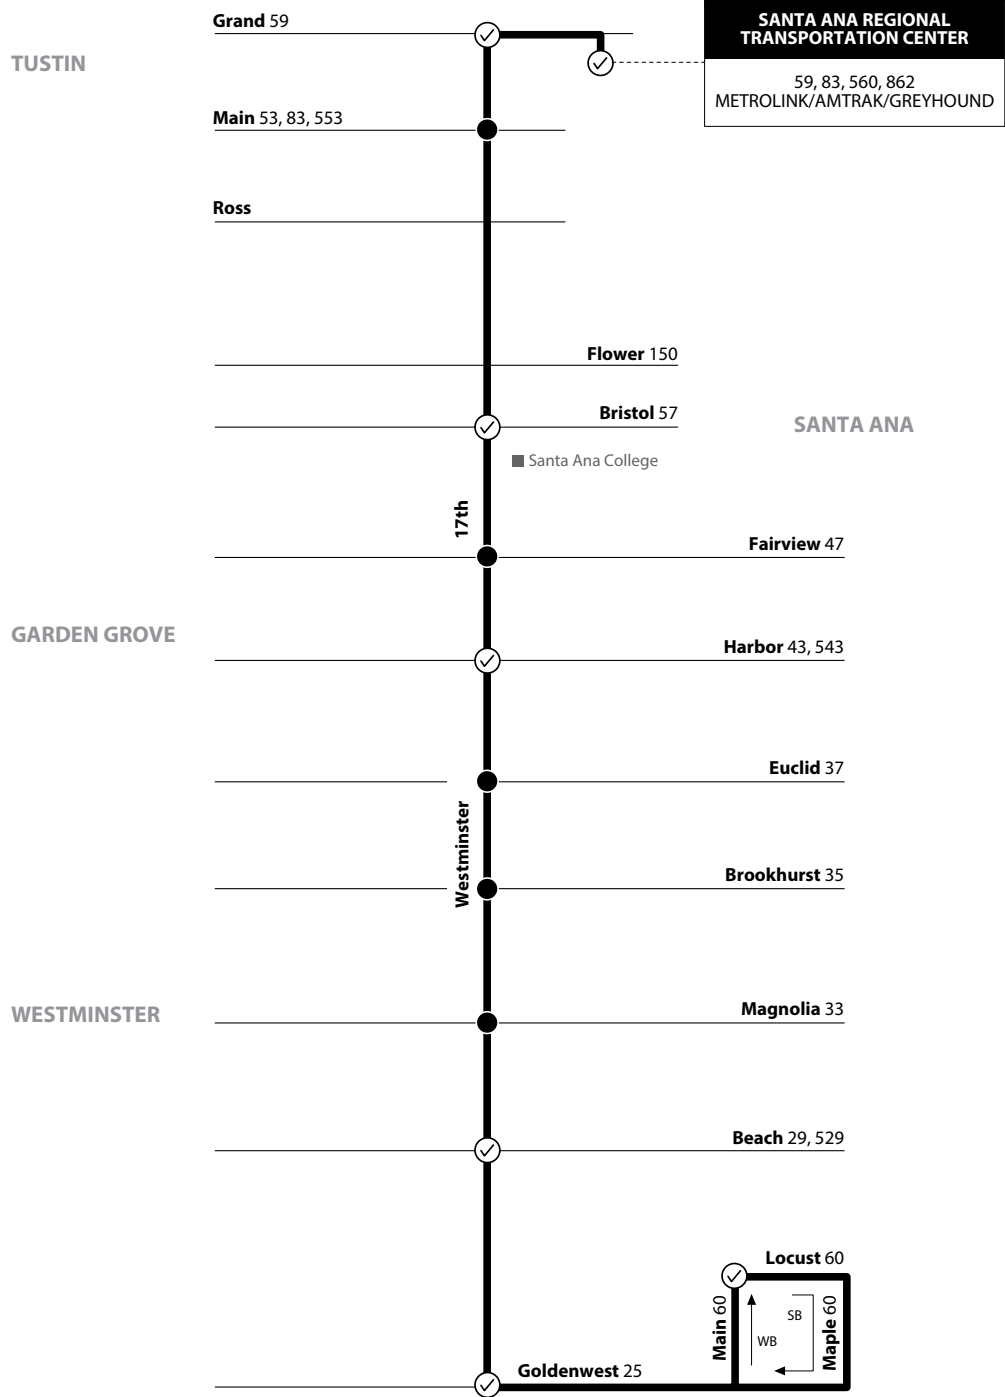 Grand 59
SANTA ANA REGIONAL
TRANSPORTATION CENTER
TUSTIN
59, 83, 560, 862
METROLINK/AMTRAK/GREYHOUND
Main 53, 83, 553
Ross
Flower 150
Bristol 57
SANTA ANA
Santa Ana College
17th
Fairview 47
GARDEN GROVE
Harbor 43, 543
Euclid 37
Westminster
Brookhurst 35
WESTMINSTER
Magnolia 33
Beach 29, 529
Locust 60
Main 60
SB
WB
Maple 60
Goldenwest 25